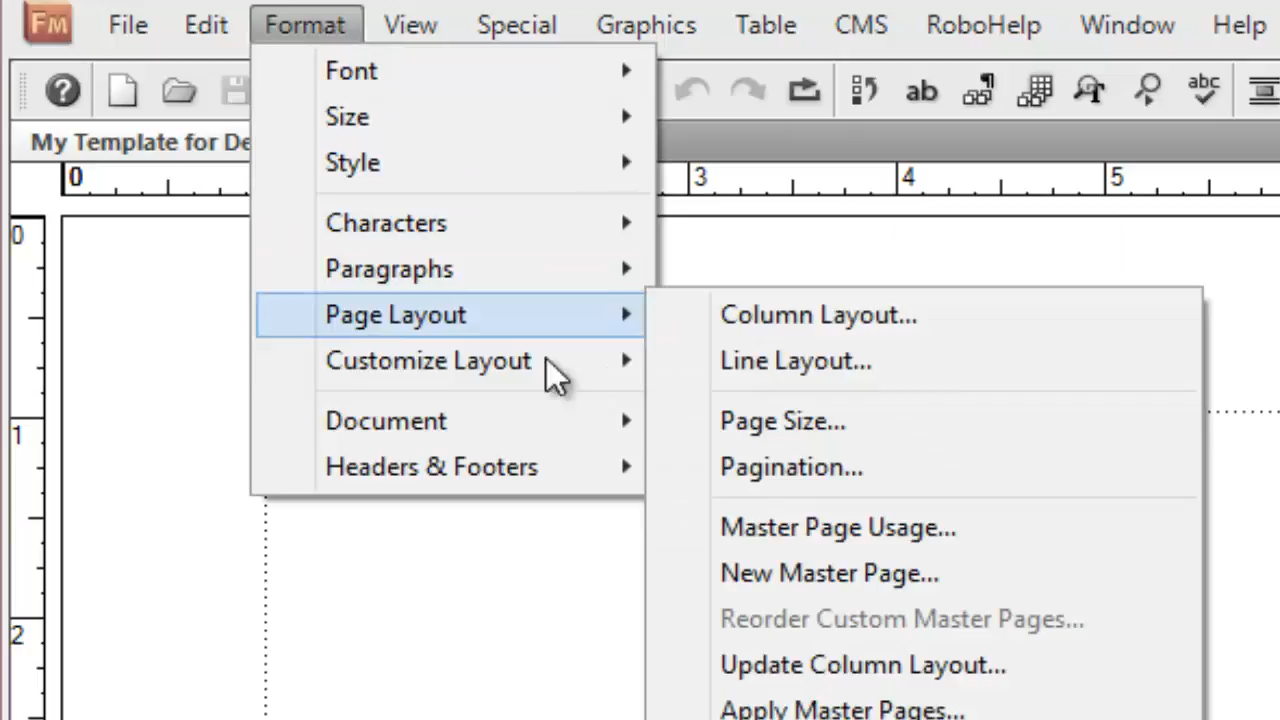 Fm File Edit Format View Special Graphics Table CMS RoboHelp Window Help
ab abc
My Template for De
0 3 4 5
0
1
2
Font
Size
Style
Characters
Paragraphs
Page Layout
Customize Layout
Document
Headers & Footers
Column Layout...
Line Layout...
Page Size...
Pagination...
Master Page Usage...
New Master Page...
Reorder Custom Master Pages...
Update Column Layout...
Apply Master Pages...